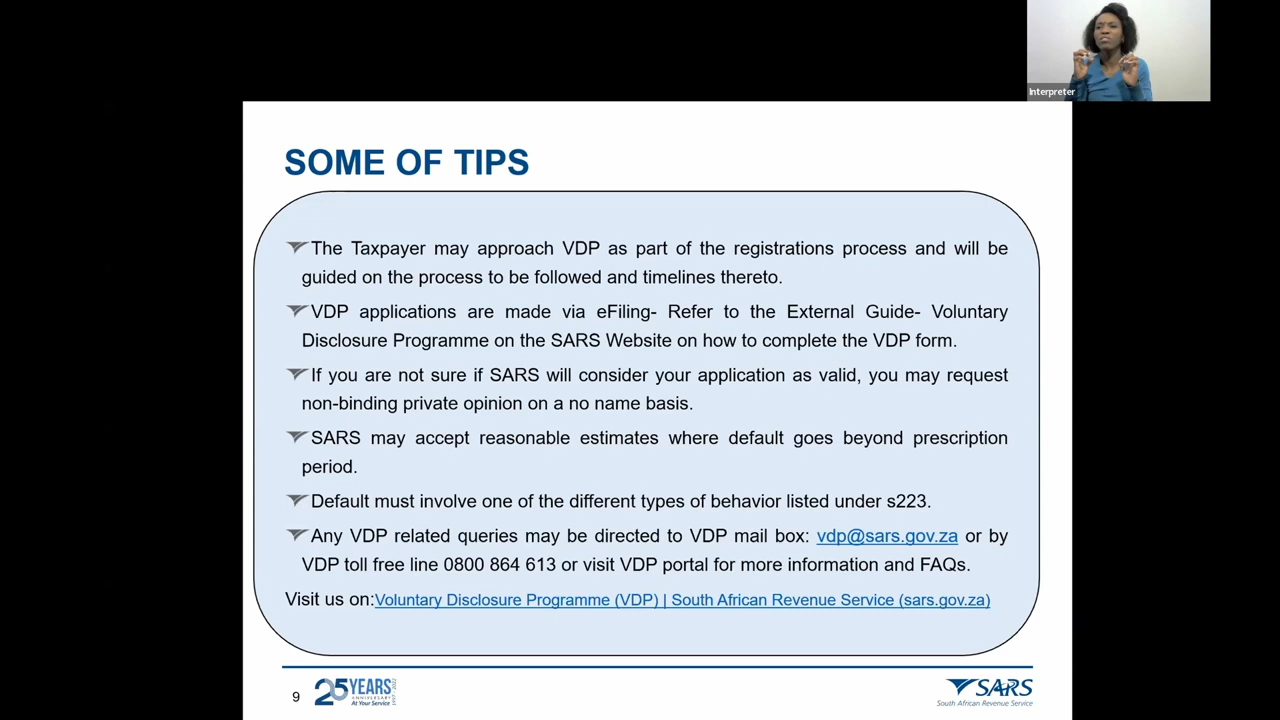 Interpreter
SOME OF TIPS
The Taxpayer may approach VDP as part of the registrations process and will be
guided on the process to be followed and timelines thereto.
VDP applications are made via eFiling- Refer to the External Guide- Voluntary
Disclosure Programme on the SARS Website on how to complete the VDP form.
If you are not sure if SARS will consider your application as valid, you may request
non-binding private opinion on a no name basis.
SARS may accept reasonable estimates where default goes beyond prescription
period.
Default must involve one of the different types of behavior listed under s223.
Any VDP related queries may be directed to VDP mail box: vdp@sars.gov.za or by
VDP toll free line 0800 864 613 or visit VDP portal for more information and FAQs.
Visit us on:Voluntary Disclosure Programme (VDP) | South African Revenue Service (sars.gov.za)
9
25 YEARS
ANNIVERSARY
At Your Service
1997 - 2022
SARS
South African Revenue Service